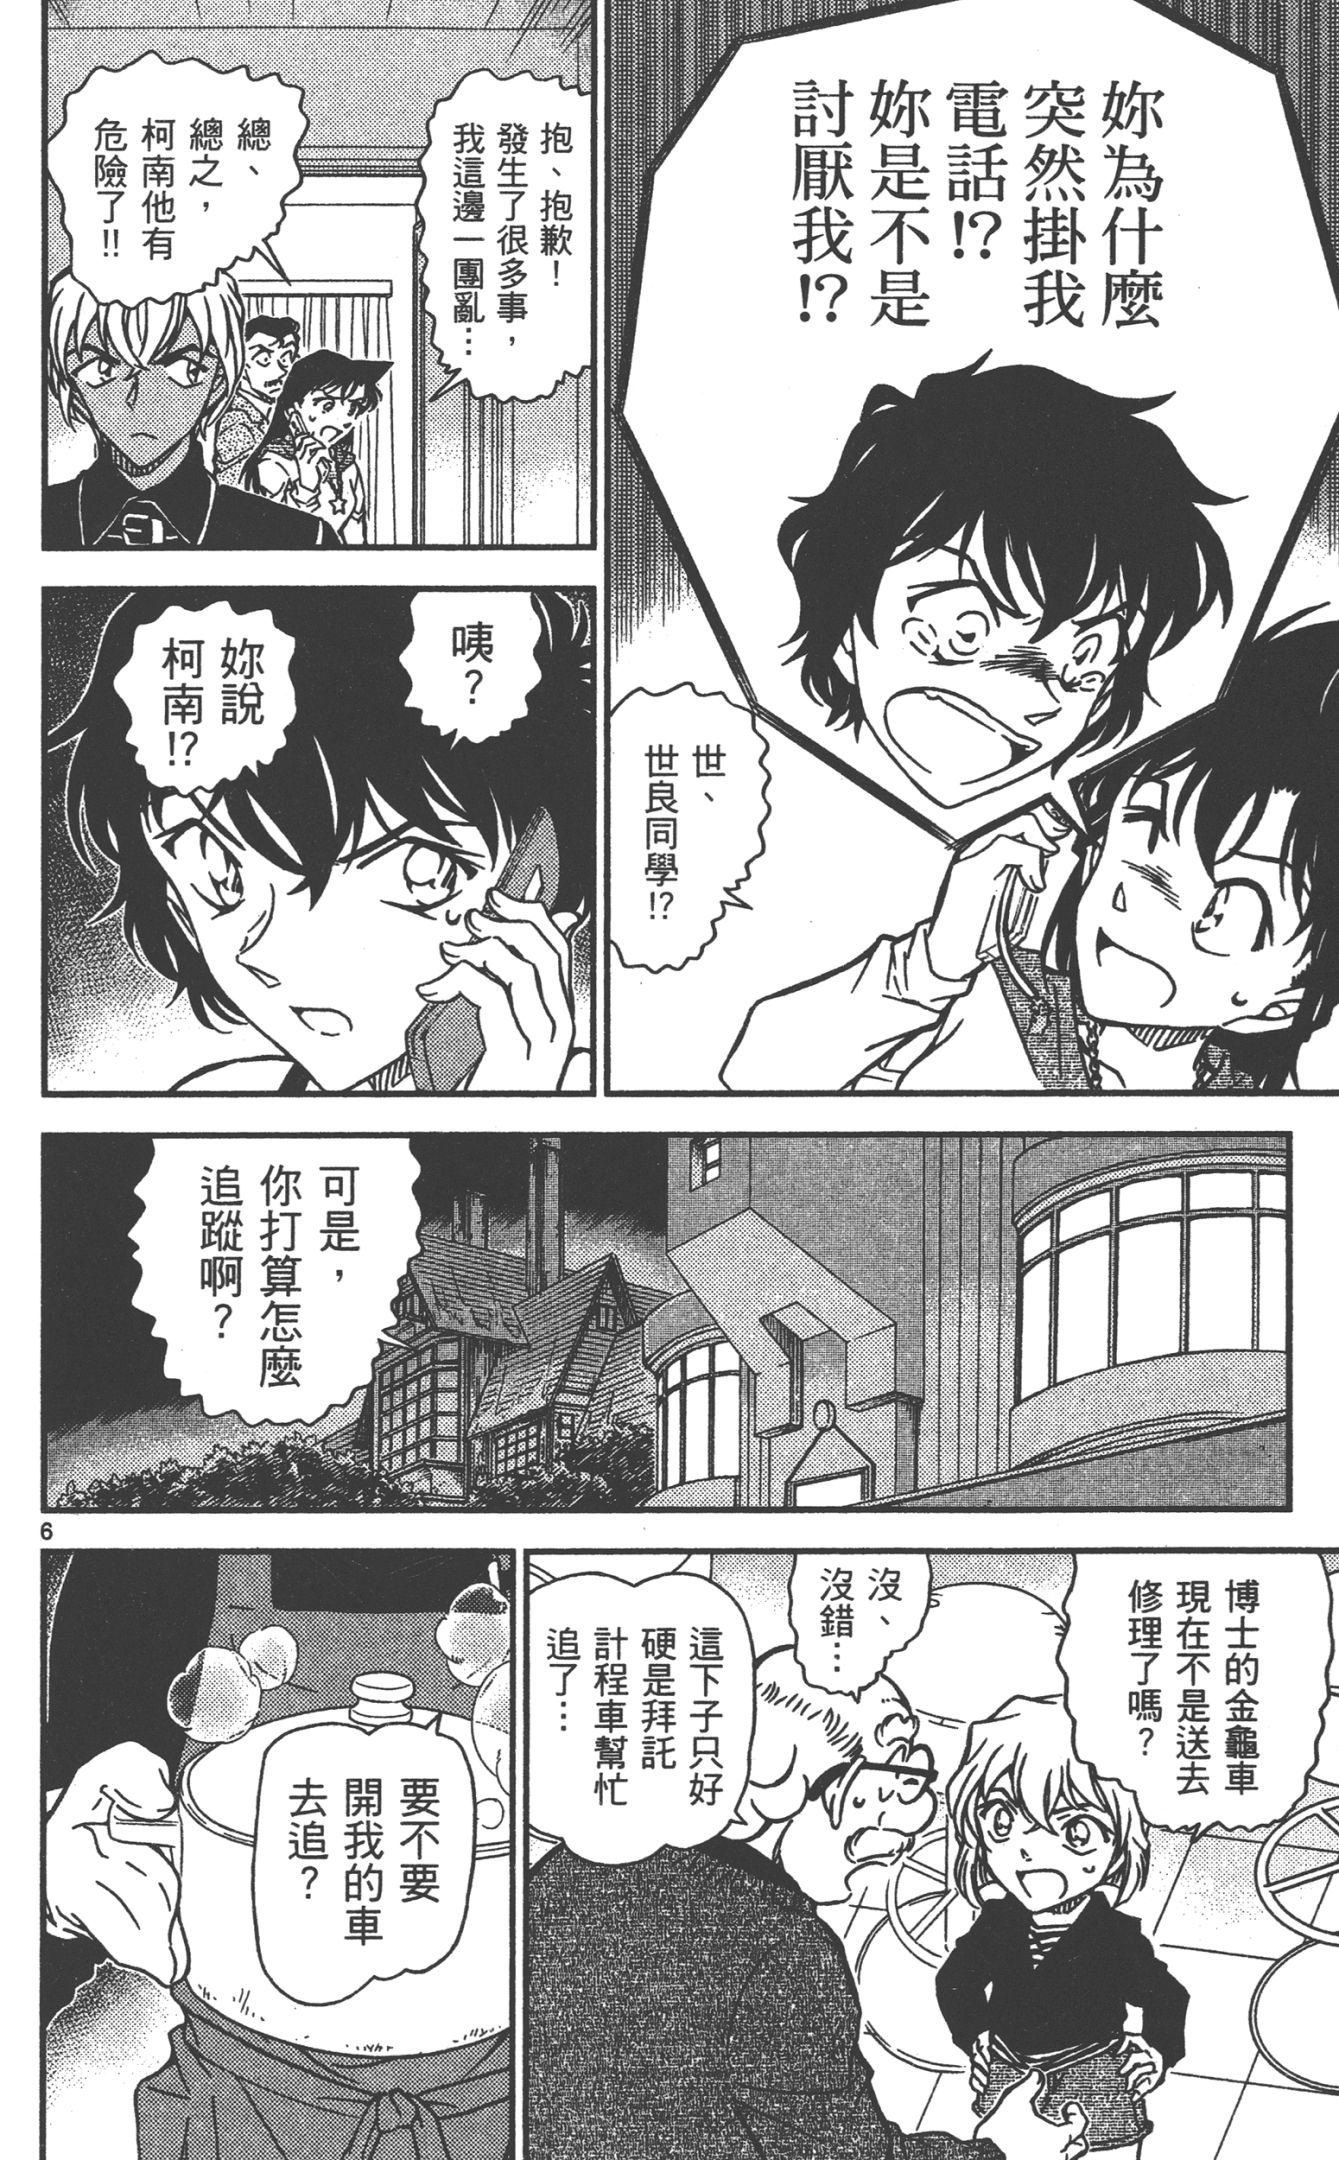 妳為什麼
突然掛我
電話!?
妳是不是
討厭我!?
世、
世良同學!?
抱、抱歉!
發生了很多事，
我這邊一團亂…
總、
總之，
柯南他有
危險了!!
咦？
妳說
柯南!?
可是，
你打算怎麼
追蹤啊？
6
博士的金龜車
現在不是送去
修理了嗎？
沒、
沒錯…
這下子只好
硬是拜託
計程車幫忙
追了…
要不要
開我的車
去追？